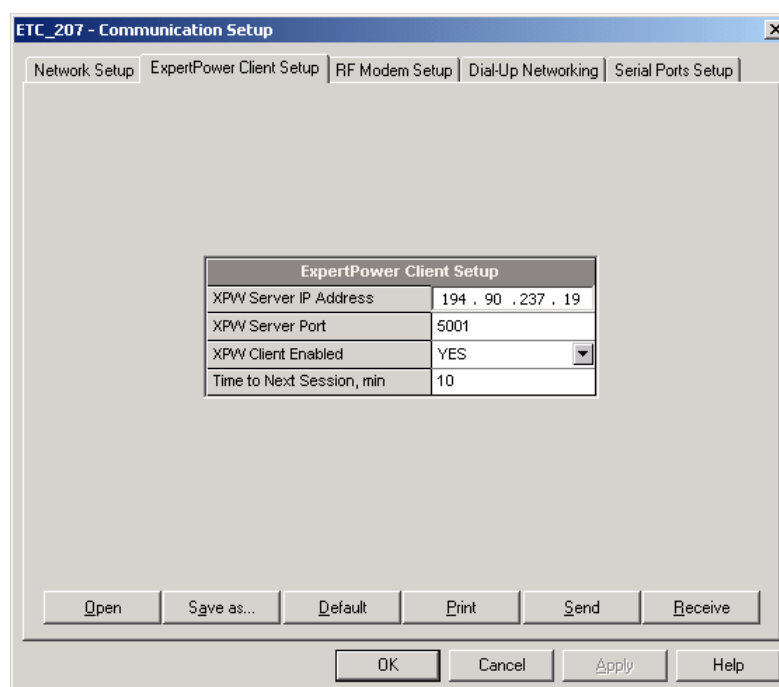 ETC_207 - Communication Setup
Network Setup ExpertPower Client Setup RF Modem Setup Dial-Up Networking Serial Ports Setup
ExpertPower Client Setup
XPW Server IP Address 194 . 90 . 237 . 19
XPW Server Port 5001
XPW Client Enabled YES
Time to Next Session, min 10
Open Save as... Default Print Send Receive
OK Cancel Apply Help